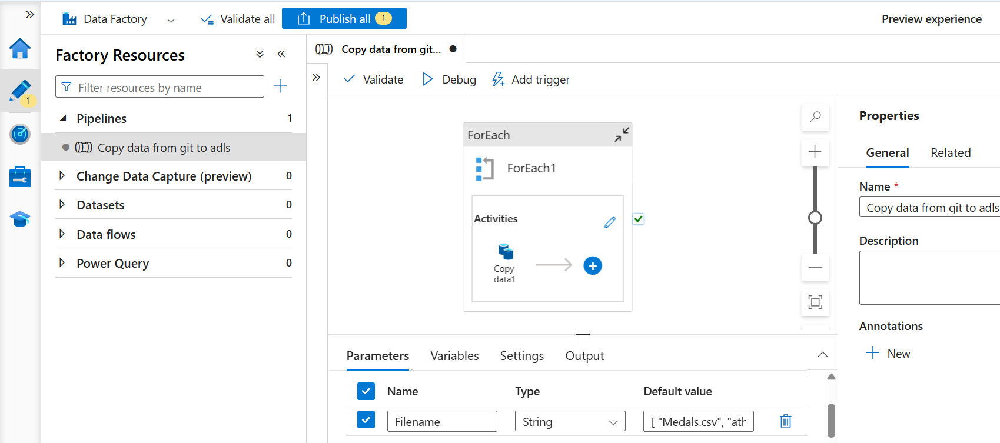 Data Factory
Validate all
Publish all 1
Preview experience
Factory Resources
Filter resources by name
1
Pipelines 1
Copy data from git to adls
Change Data Capture (preview) 0
Datasets 0
Data flows 0
Power Query 0
Copy data from git...
Validate
Debug
Add trigger
ForEach
ForEach1
Activities
Copy
data1
Properties
General
Related
Name *
Copy data from git to adls
Description
Annotations
New
Parameters
Variables
Settings
Output
Name Type Default value
Filename String [ "Medals.csv", "ath